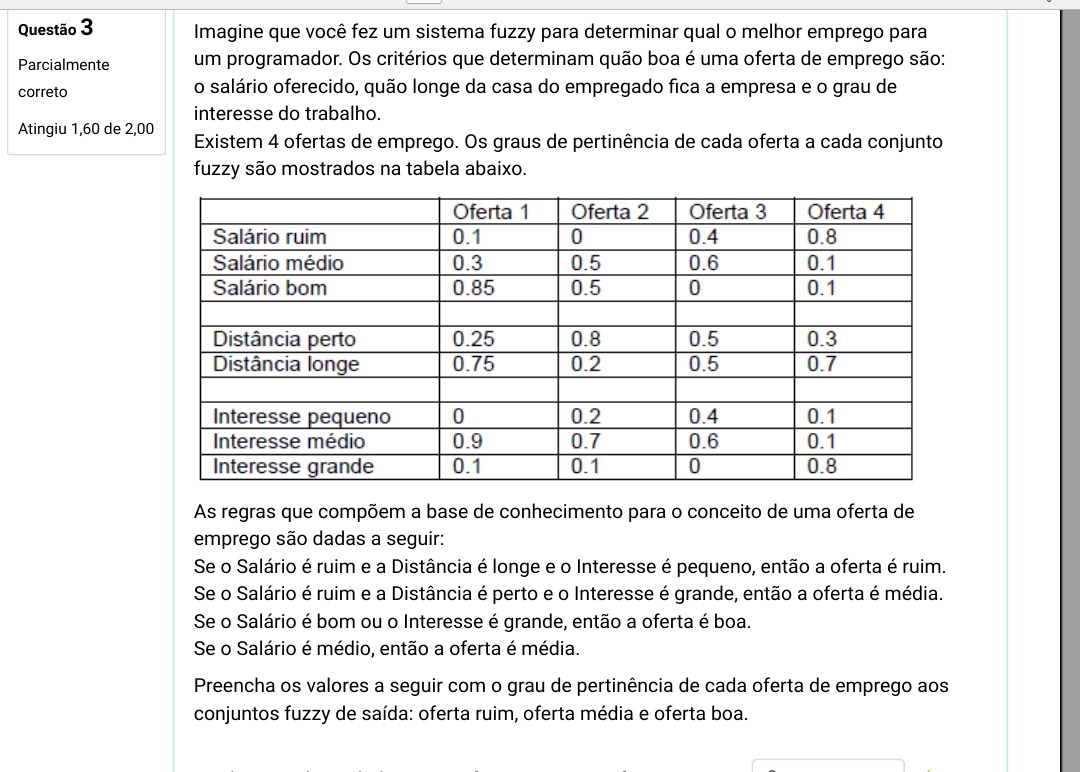 Questão 3
Parcialmente
correto
Atingiu 1,60 de 2,00
Imagine que você fez um sistema fuzzy para determinar qual o melhor emprego para
um programador. Os critérios que determinam quão boa é uma oferta de emprego são:
o salário oferecido, quão longe da casa do empregado fica a empresa e o grau de
interesse do trabalho.
Existem 4 ofertas de emprego. Os graus de pertinência de cada oferta a cada conjunto
fuzzy são mostrados na tabela abaixo.
Oferta 1 Oferta 2 Oferta 3 Oferta 4
Salário ruim 0.1 0 0.4 0.8
Salário médio 0.3 0.5 0.6 0.1
Salário bom 0.85 0.5 0 0.1
Distância perto 0.25 0.8 0.5 0.3
Distância longe 0.75 0.2 0.5 0.7
Interesse pequeno 0 0.2 0.4 0.1
Interesse médio 0.9 0.7 0.6 0.1
Interesse grande 0.1 0.1 0 0.8
As regras que compõem a base de conhecimento para o conceito de uma oferta de
emprego são dadas a seguir:
Se o Salário é ruim e a Distância é longe e o Interesse é pequeno, então a oferta é ruim.
Se o Salário é ruim e a Distância é perto e o Interesse é grande, então a oferta é média.
Se o Salário é bom ou o Interesse é grande, então a oferta é boa.
Se o Salário é médio, então a oferta é média.
Preencha os valores a seguir com o grau de pertinência de cada oferta de emprego aos
conjuntos fuzzy de saída: oferta ruim, oferta média e oferta boa.